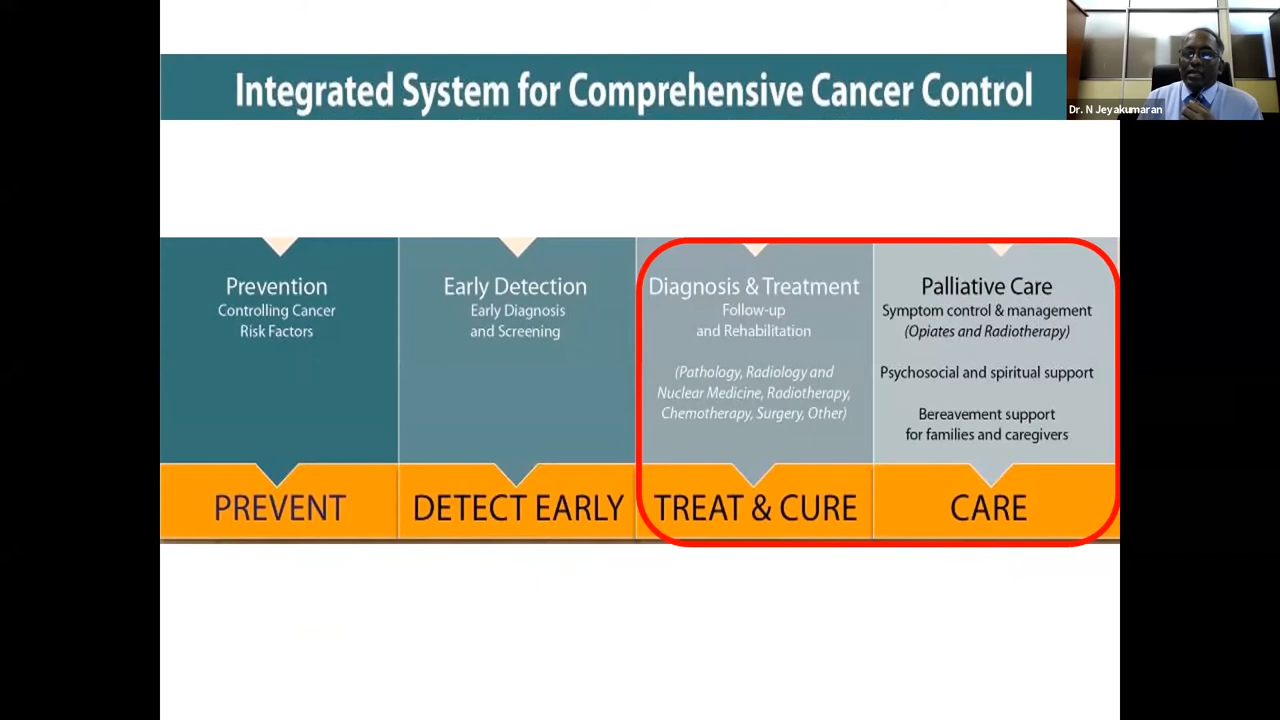 Integrated System for Comprehensive Cancer Control
Dr. N Jeyakumaran
Prevention
Controlling Cancer
Risk Factors
PREVENT
Early Detection
Early Diagnosis
and Screening
DETECT EARLY
Diagnosis & Treatment
Follow-up
and Rehabilitation
(Pathology, Radiology and
Nuclear Medicine, Radiotherapy,
Chemotherapy, Surgery, Other)
TREAT & CURE
Palliative Care
Symptom control & management
(Opiates and Radiotherapy)
Psychosocial and spiritual support
Bereavement support
for families and caregivers
CARE